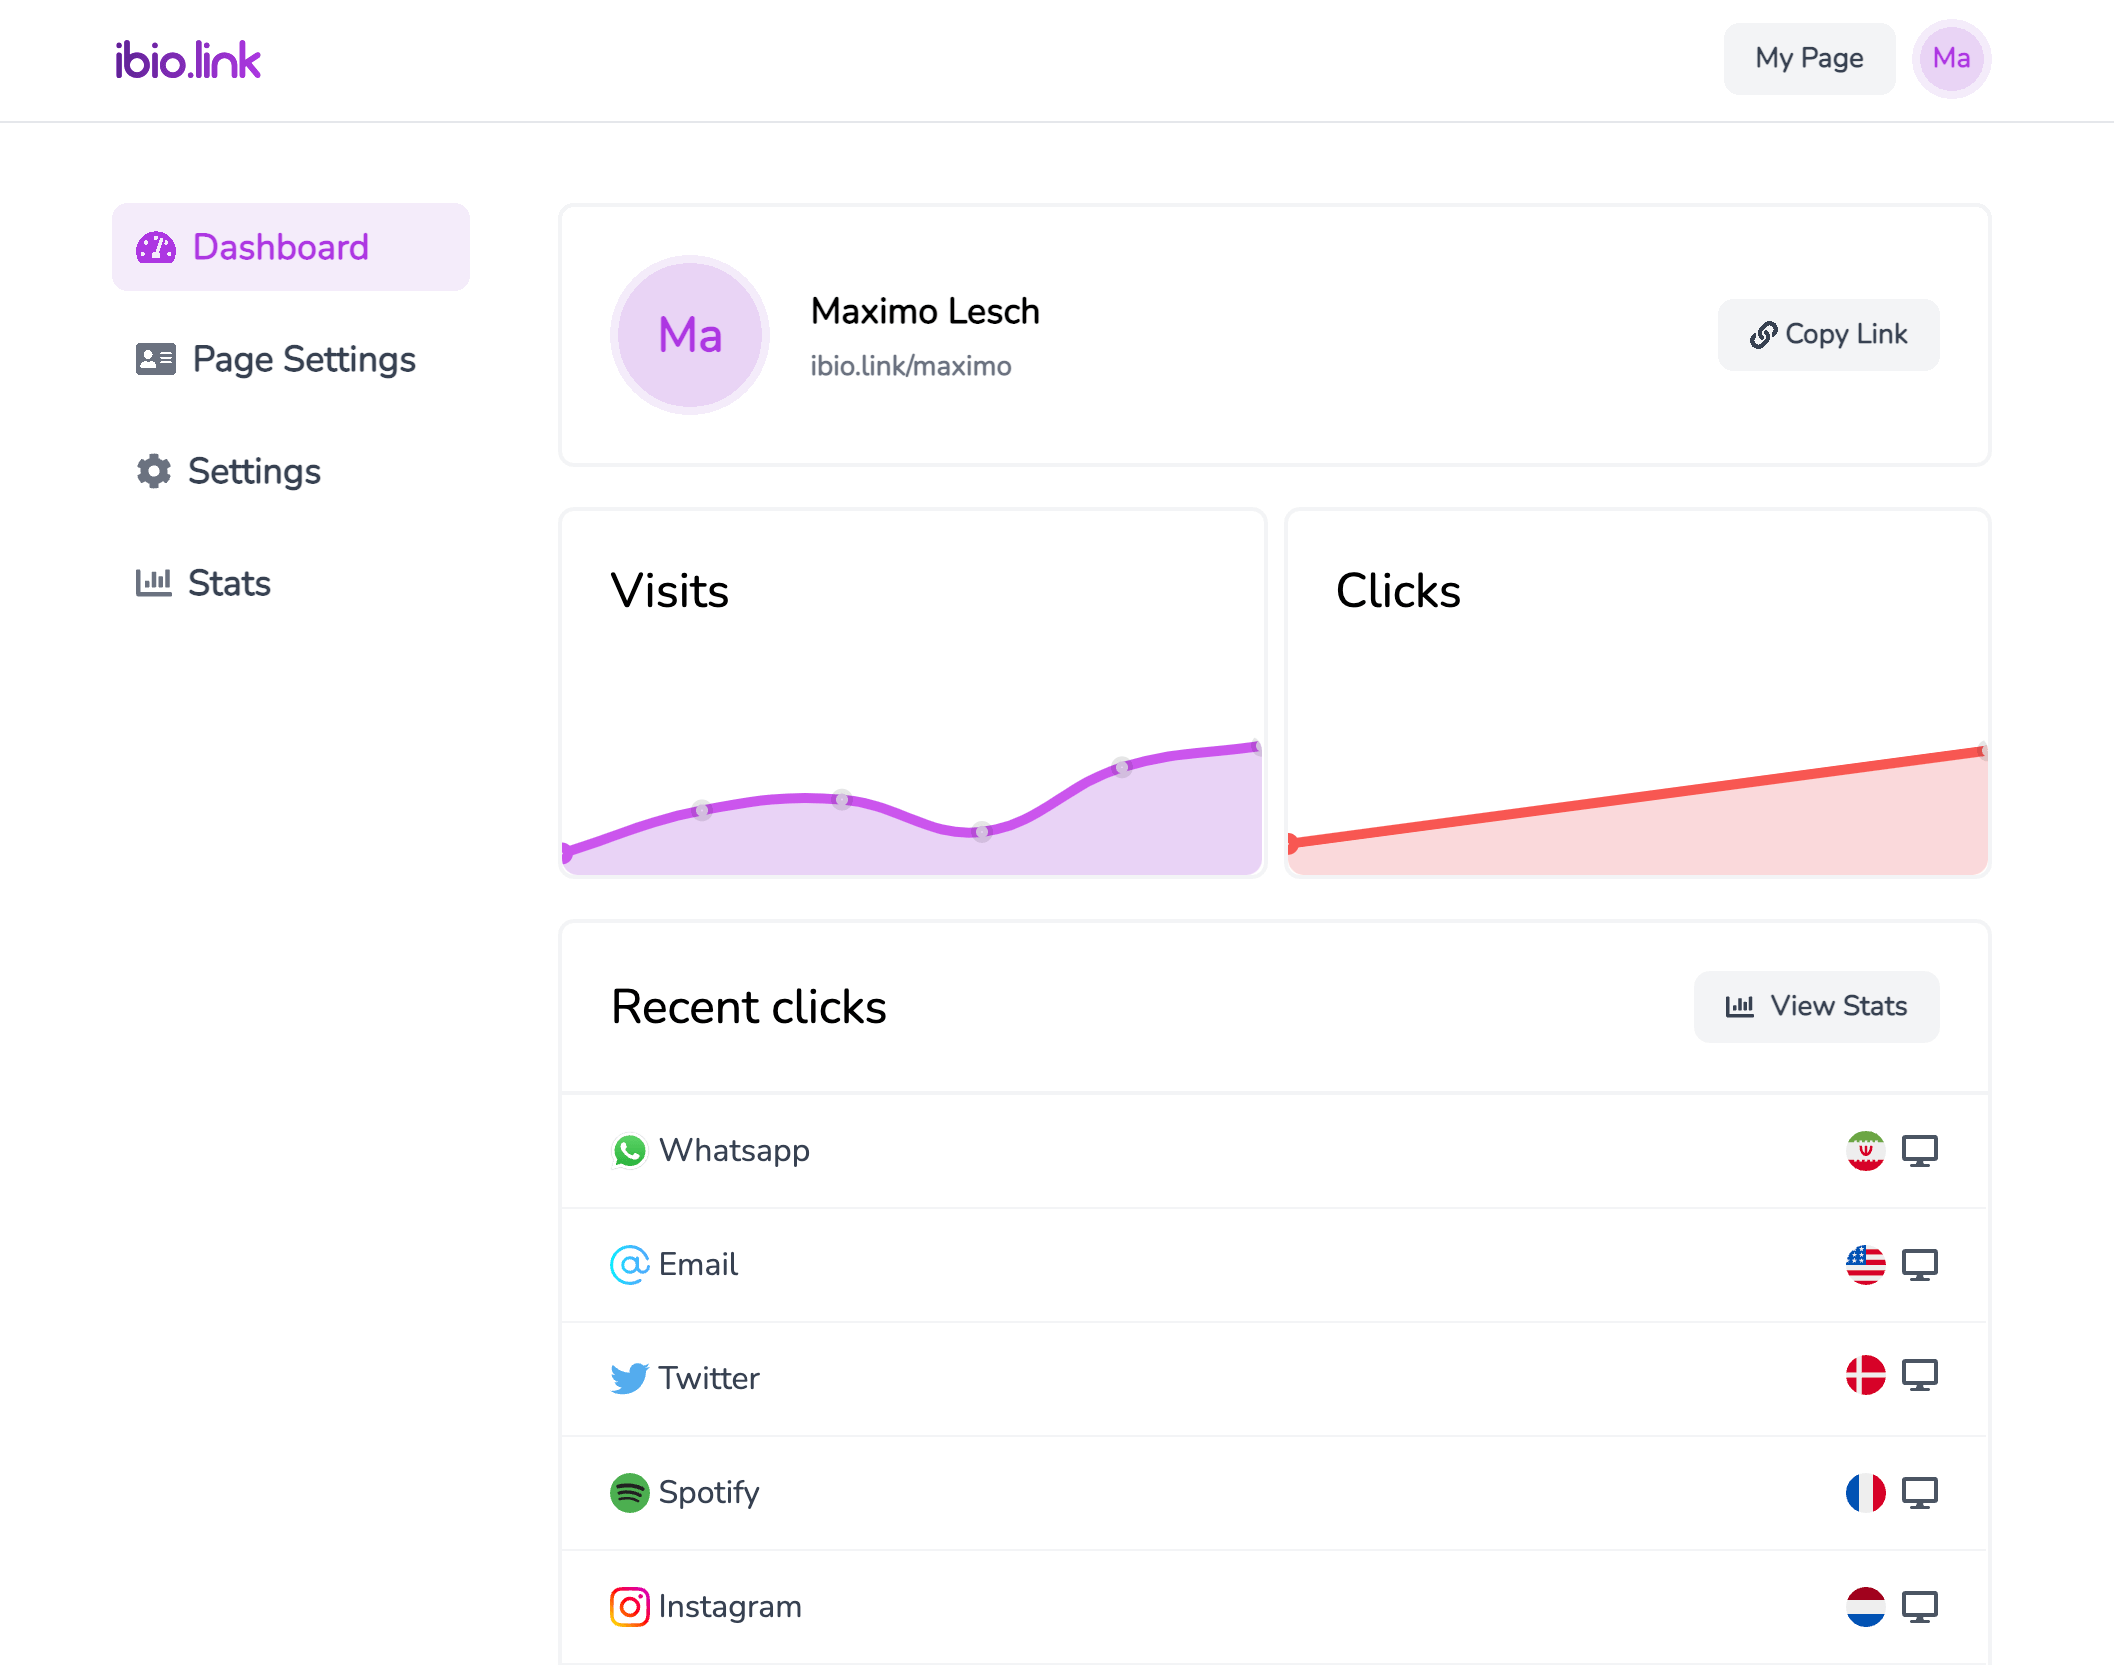 ibio.link
My Page
Ma
Dashboard
Page Settings
Settings
Stats
Ma
Maximo Lesch
ibio.link/maximo
Copy Link
Visits
Clicks
Recent clicks
View Stats
Whatsapp
Email
Twitter
Spotify
Instagram